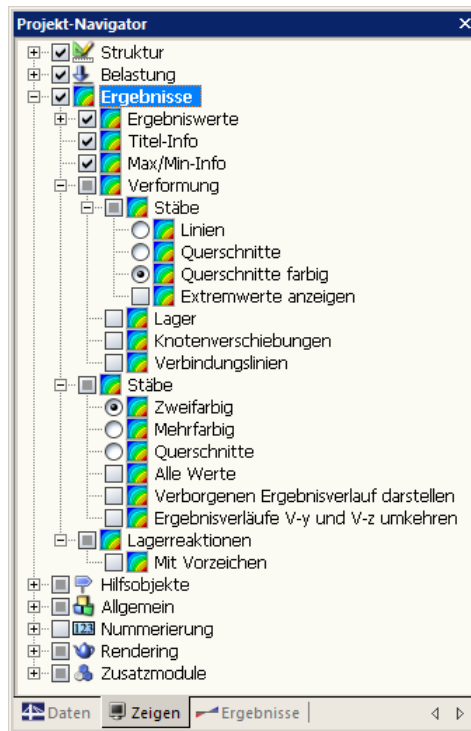 Projekt-Navigator
Struktur
Belastung
Ergebnisse
Ergebniswerte
Titel-Info
Max/Min-Info
Verformung
Stäbe
Linien
Querschnitte
Querschnitte farbig
Extremwerte anzeigen
Lager
Knotenverschiebungen
Verbindungslinien
Stäbe
Zweifarbig
Mehrfarbig
Querschnitte
Alle Werte
Verborgenen Ergebnisverlauf darstellen
Ergebnisverläufe V-y und V-z umkehren
Lagerreaktionen
Mit Vorzeichen
Hilfsobjekte
Allgemein
123 Nummerierung
Rendering
Zusatzmodule
Daten Zeigen Ergebnisse